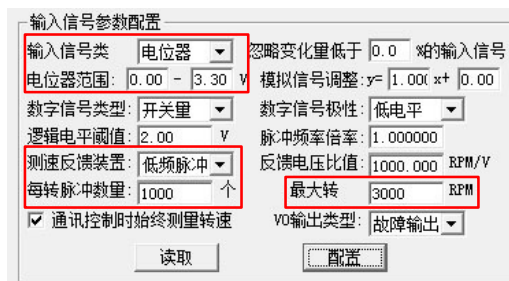 输入信号参数配置
输入信号类 电位器 忽略变化量低于 0.0 %的输入信号
电位器范围: 0.00 - 3.30 V 模拟信号调整:y= 1.00( x+ 0.00
数字信号类型: 开关量 数字信号极性: 低电平
逻辑电平阈值: 2.00 V 脉冲频率倍率: 1.000000
测速反馈装置: 低频脉冲 反馈电压比值: 1000.000 RPM/V
每转脉冲数量: 1000 个 最大转 3000 RPM
通讯控制时始终测量转速 VO输出类型: 故障输出
读取 配置